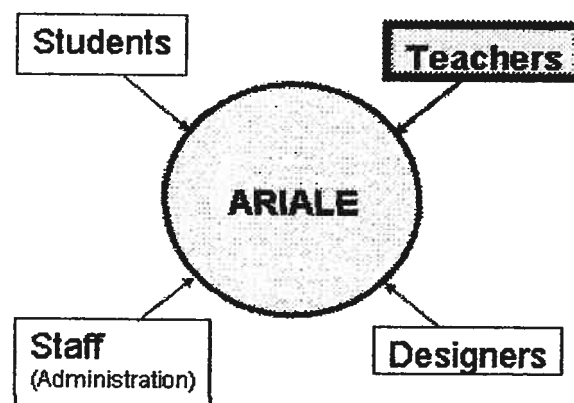 Students
Teachers
ARIALE
Staff
(Administration)
Designers